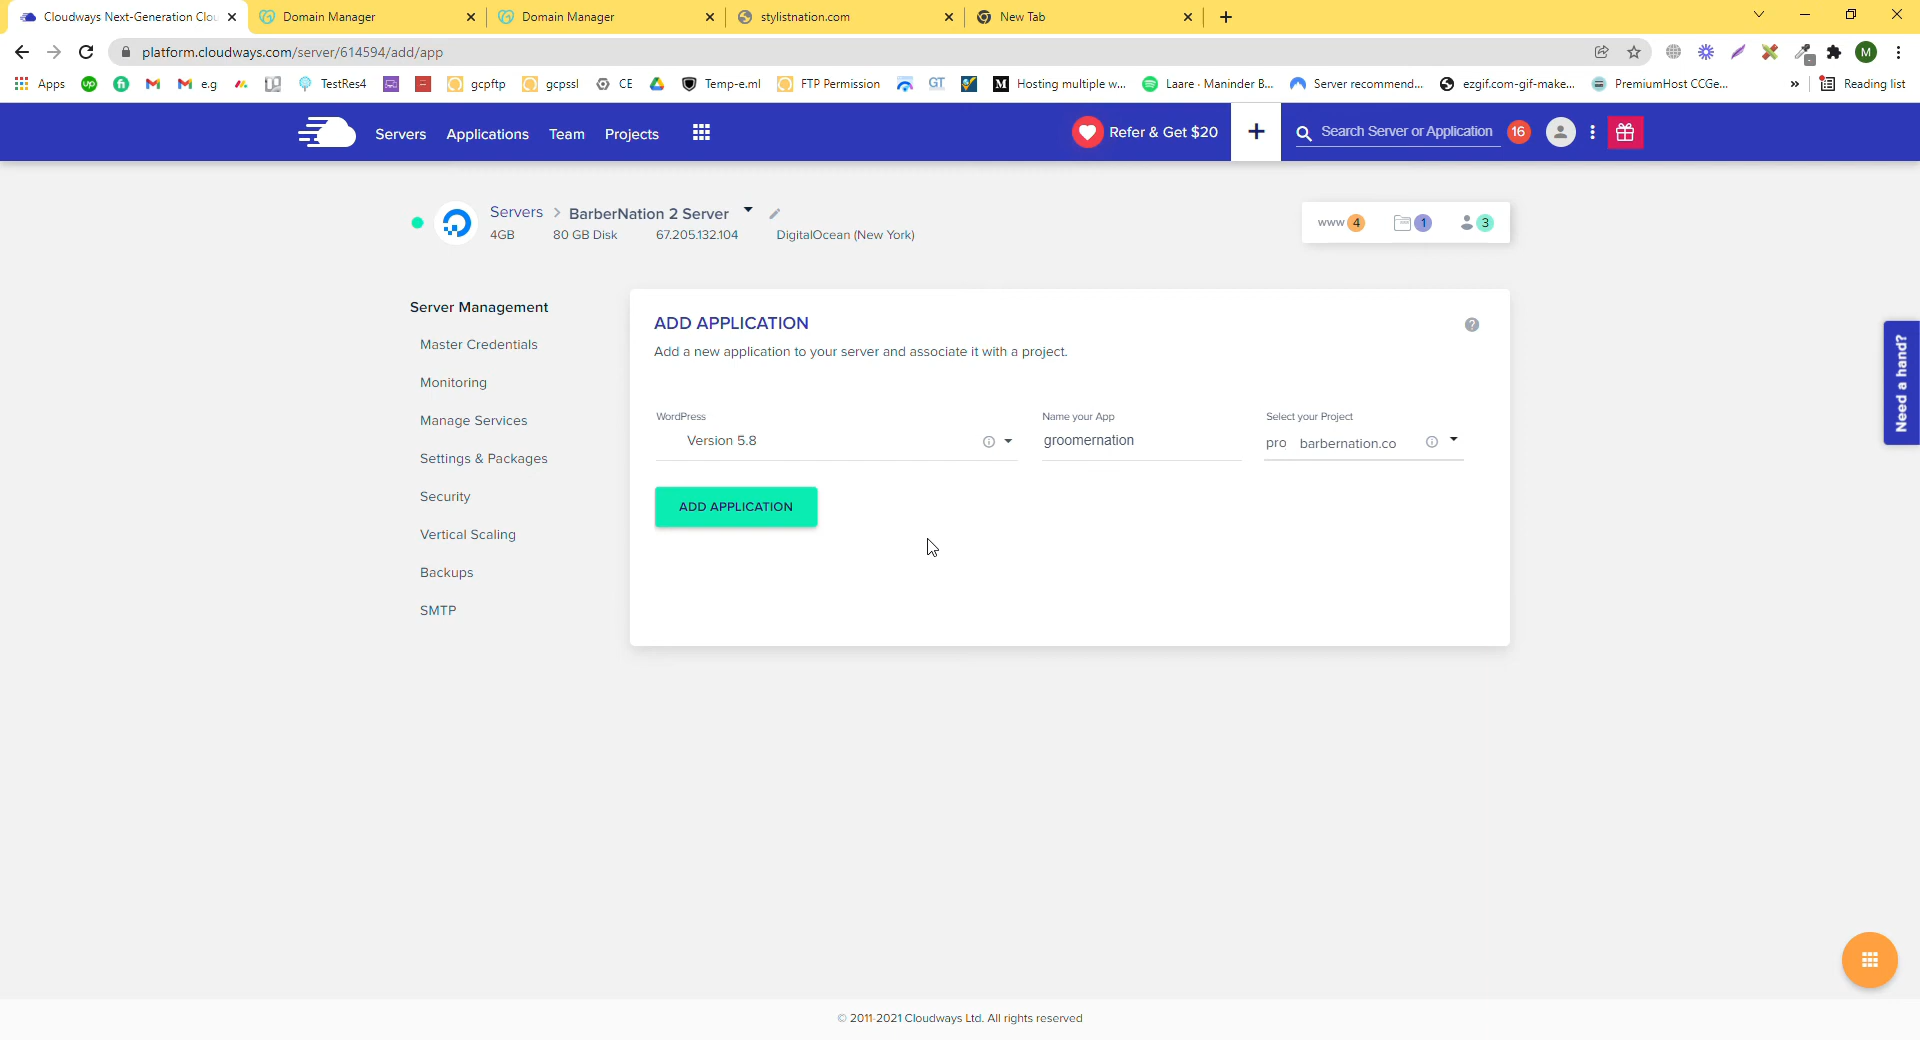 Cloudways Next-Generation Clou
Domain Manager
Domain Manager
stylistnation.com
New Tab
platform.cloudways.com/server/614594/add/app
M
Apps
up
e.g
TestRes4
gcpftp
gcpssl
CE
Temp-e.ml
FTP Permission
GT
Hosting multiple w...
Laare - Maninder B...
Server recommend...
ezgif.com-gif-make...
PremiumHost CCGe...
»
Reading list
Servers
Applications
Team
Projects
Refer & Get $20
+
Search Server or Application
16
Servers > BarberNation 2 Server
4GB
80 GB Disk
67.205.132.104
DigitalOcean (New York)
www 4
1
3
Server Management
Master Credentials
Monitoring
Manage Services
Settings & Packages
Security
Vertical Scaling
Backups
SMTP
ADD APPLICATION
Add a new application to your server and associate it with a project.
WordPress
Version 5.8
Name your App
groomernation
Select your Project
pro barbernation.co
ADD APPLICATION
Need a hand?
© 2011-2021 Cloudways Ltd. All rights reserved